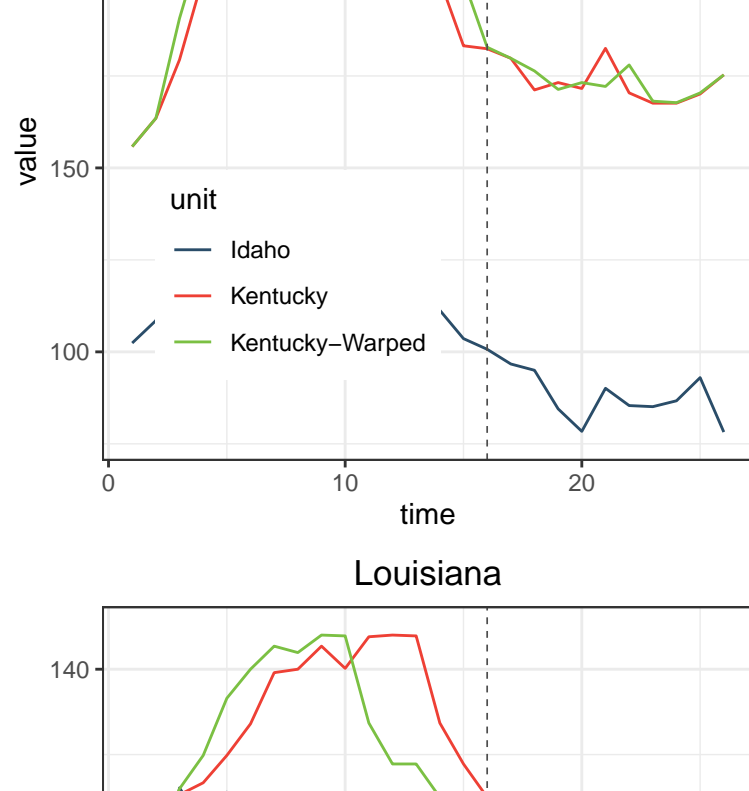 value
150
100
unit
Idaho
Kentucky
Kentucky−Warped
0 10 20
time
Louisiana
140